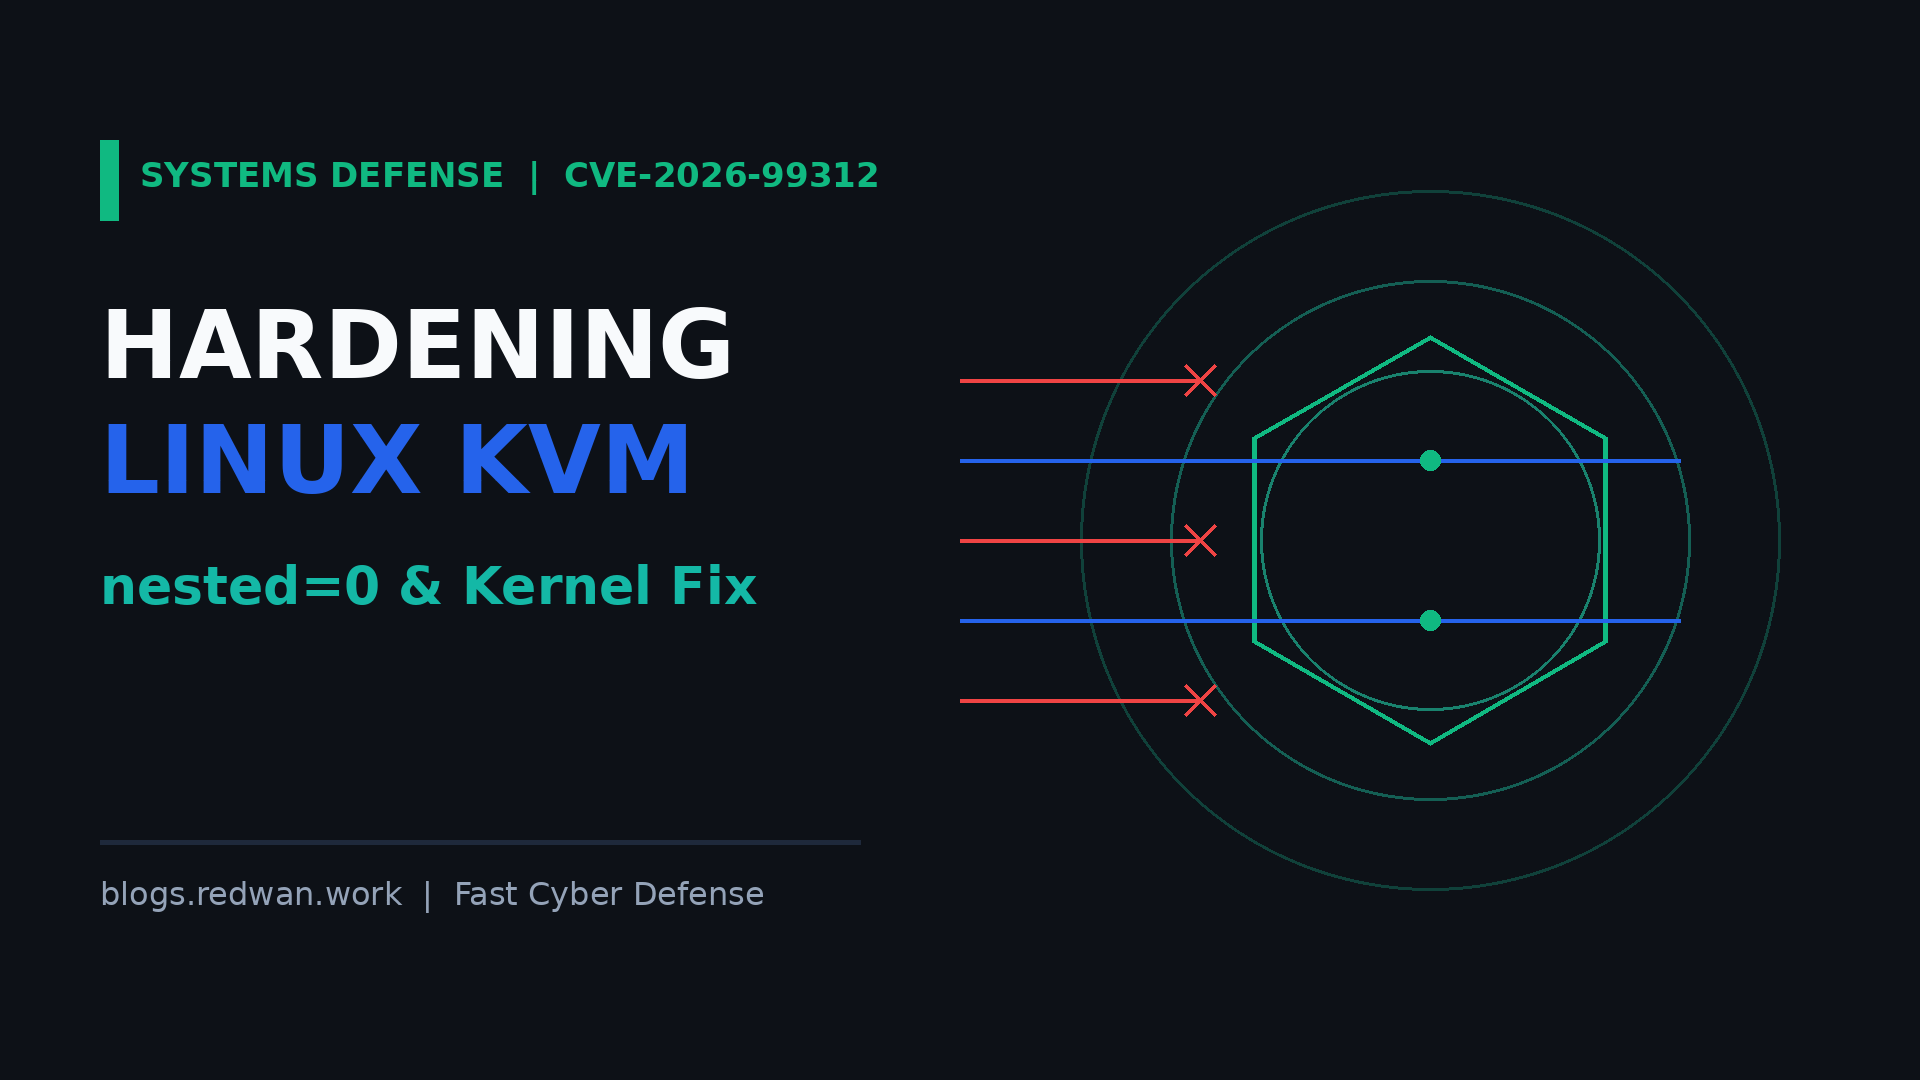 SYSTEMS DEFENSE | CVE-2026-99312
HARDENING
LINUX KVM
nested=0 & Kernel Fix
blogs.redwan.work | Fast Cyber Defense